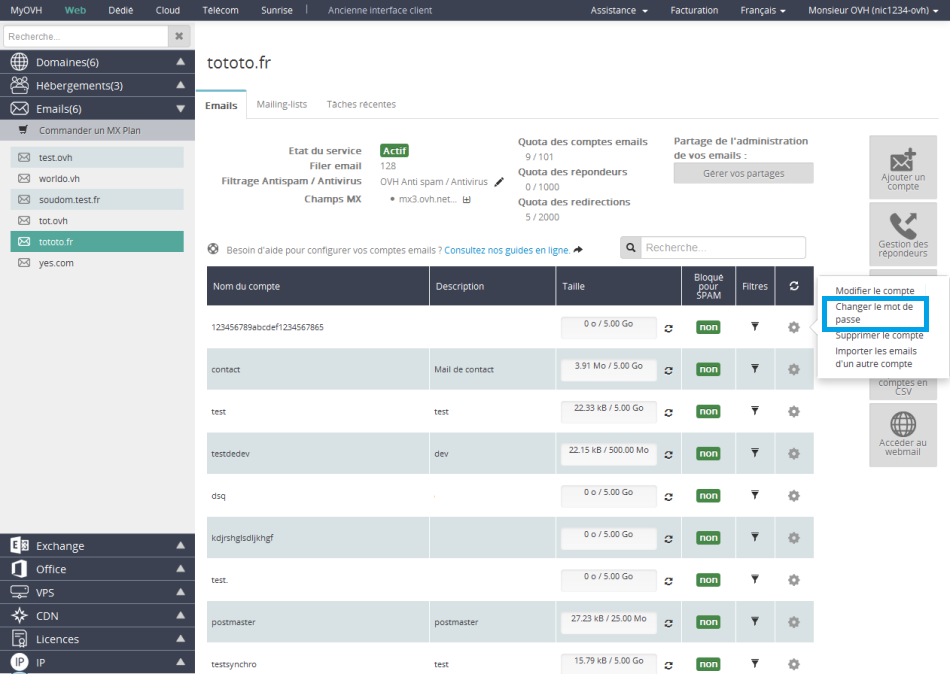 MyOVH Web Dédié Cloud Télécom Sunrise Ancienne interface client Assistance Facturation Français Monsieur OVH (nic1234-ovh)
Recherche...
Domaines(6)
Hébergements(3)
Emails(6)
Commander un MX Plan
test.ovh
worldo.vh
soudom.test.fr
tot.ovh
tototo.fr
yes.com
Exchange
Office
VPS
CDN
Licences
IP IP
tototo.fr
Emails Mailing-lists Tâches récentes
Etat du service Actif
Filer email 128
Filtrage Antispam / Antivirus OVH Anti spam / Antivirus
Champs MX • mx3.ovh.net...
Quota des comptes emails
9 / 101
Quota des répondeurs
0 / 1000
Quota des redirections
5 / 2000
Partage de l'administration
de vos emails :
Gérer vos partages
Besoin d'aide pour configurer vos comptes emails ? Consultez nos guides en ligne.
Recherche...
Nom du compte Description Taille Bloque pour SPAM Filtres
123456789abcdef1234567865 0 o / 5.00 Go non
contact Mail de contact 3.91 Mo / 5.00 Go non
test test 22.33 kB / 5.00 Go non
testdedev dev 22.15 kB / 500.00 Mo non
dsq . 0 o / 5.00 Go non
kdjrshglsdljkhgf 0 o / 5.00 Go non
test. 0 o / 5.00 Go non
postmaster postmaster 27.23 kB / 25.00 Mo non
testsynchro test 15.79 kB / 5.00 Go non
Ajouter un
compte
Gestion des
répondeurs
Modifier le compte
Changer le mot de
passe
Supprimer le compte
Importer les emails
d'un autre compte
comptes en
CSV
Accéder au
webmail